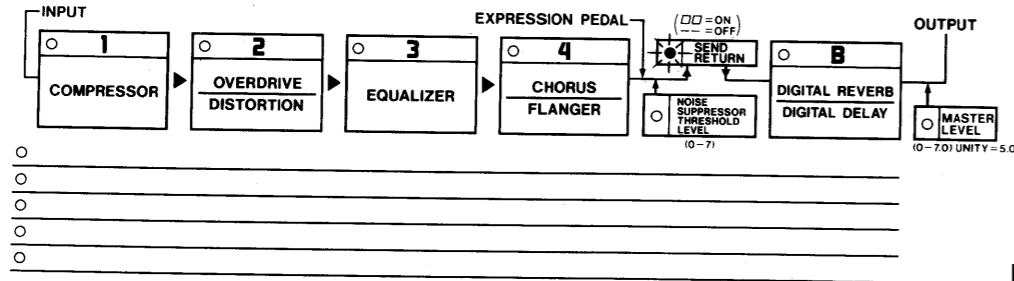 INPUT
1
COMPRESSOR
2
OVERDRIVE
DISTORTION
3
EQUALIZER
4
CHORUS
FLANGER
EXPRESSION PEDAL
(□□=ON
——=OFF)
SEND
RETURN
NOISE
SUPPRESSOR
THRESHOLD
LEVEL
(0–7)
B
DIGITAL REVERB
DIGITAL DELAY
OUTPUT
MASTER
LEVEL
(0–7.0) UNITY=5.0